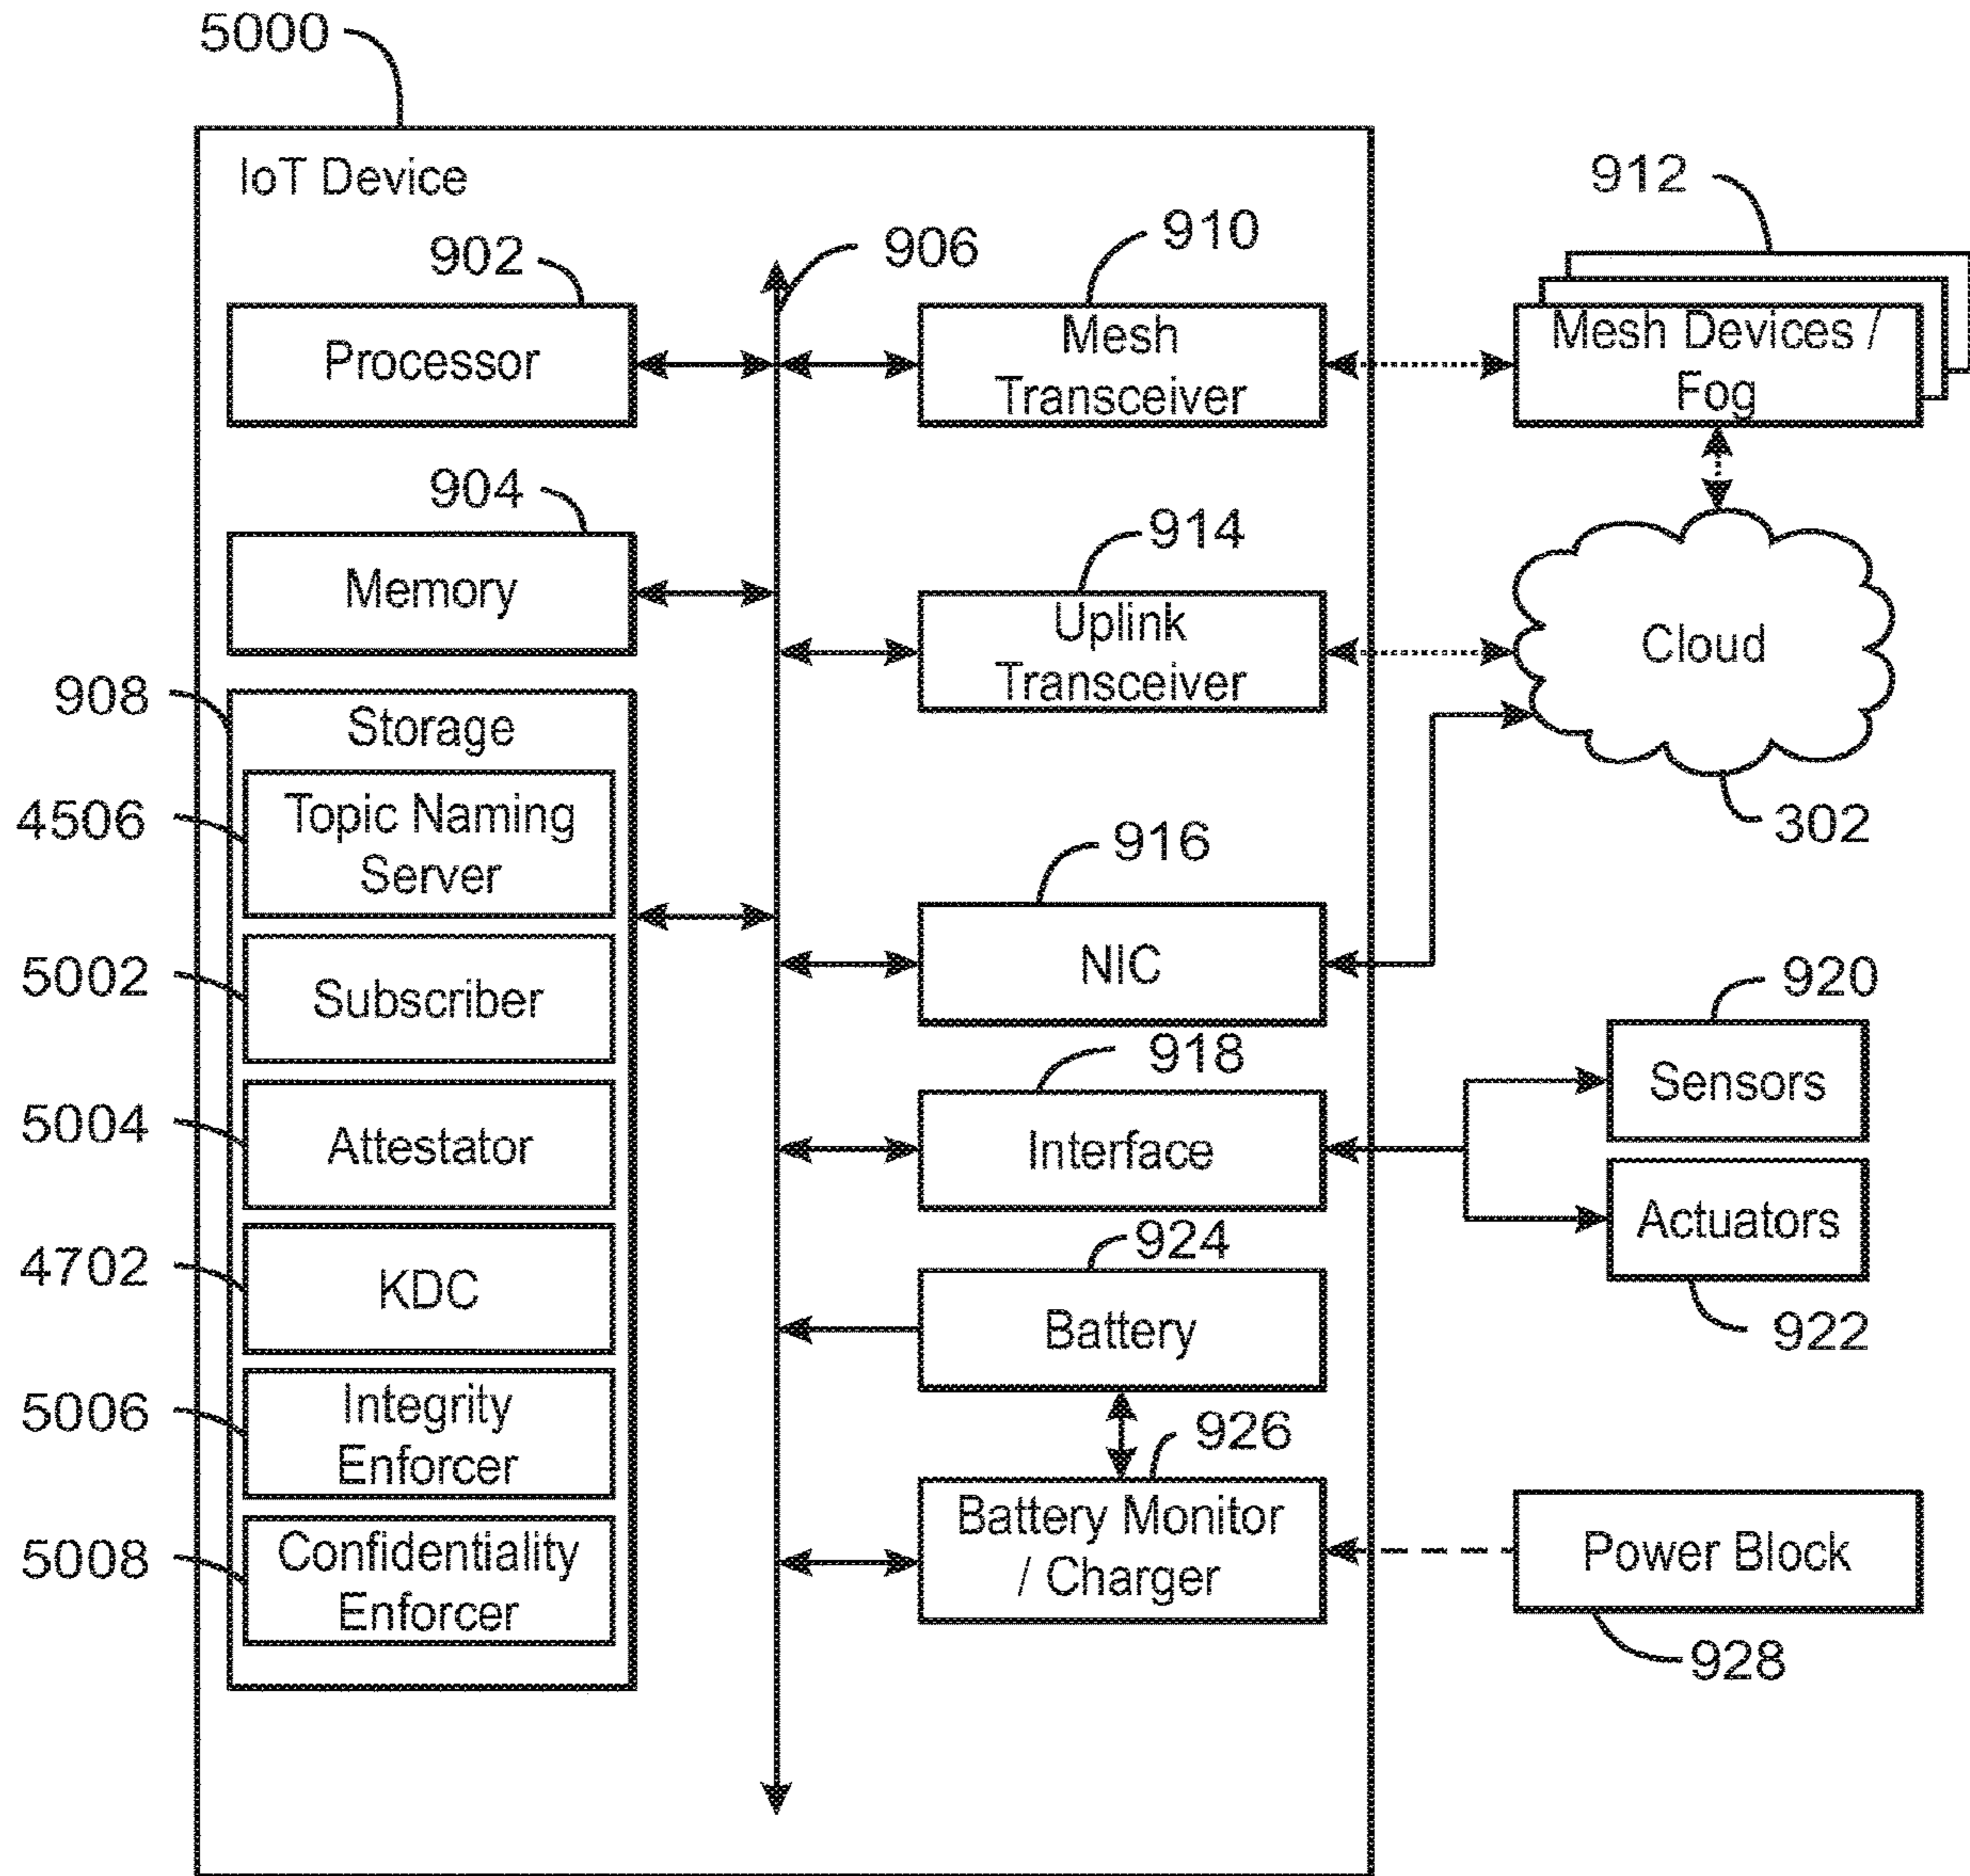 5000
IoT Device
912
902
906
910
Processor
Mesh
Transceiver
Mesh Devices /
Fog
904
914
Memory
Uplink
Transceiver
Cloud
908
Storage
302
4506
Topic Naming
Server
916
NIC
5002
Subscriber
920
Sensors
918
Interface
5004
Attestator
Actuators
922
4702
KDC
924
Battery
5006
Integrity
Enforcer
926
Battery Monitor
/ Charger
5008
Confidentiality
Enforcer
Power Block
928